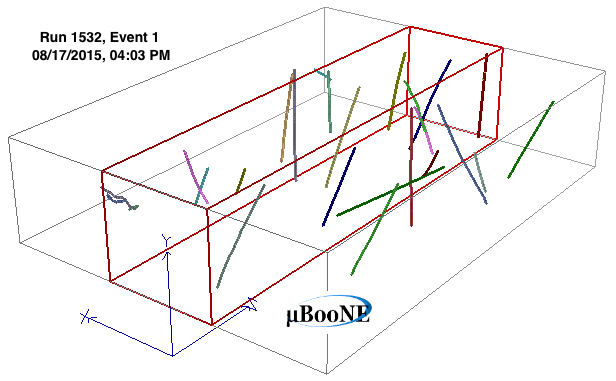 Run 1532, Event 1
08/17/2015, 04:03 PM
Y
X
Z
µBooNE